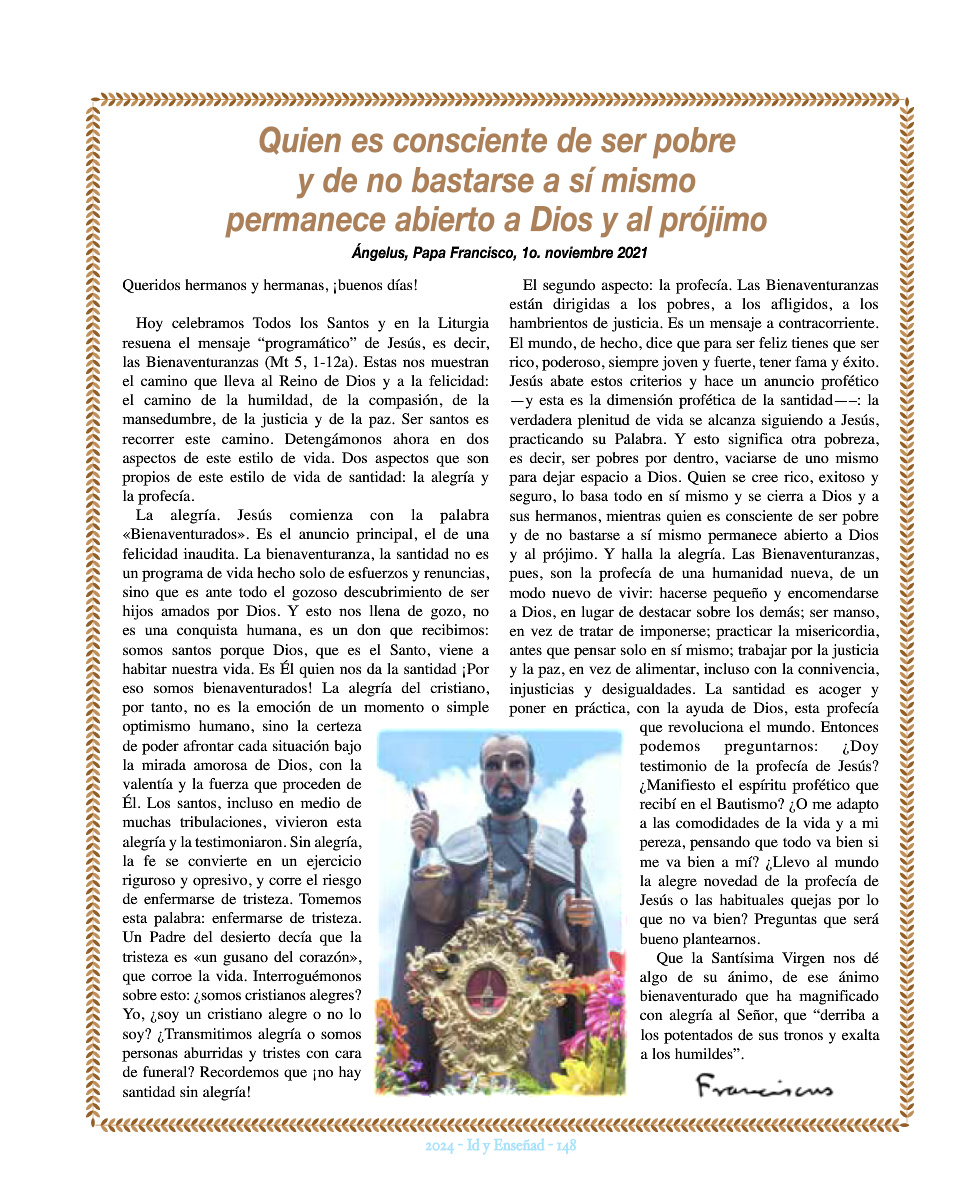 Quien es consciente de ser pobre
y de no bastarse a sí mismo
permanece abierto a Dios y al prójimo
Ángelus, Papa Francisco, 1o. noviembre 2021
Queridos hermanos y hermanas, ¡buenos días!
Hoy celebramos Todos los Santos y en la Liturgia
resuena el mensaje “programático” de Jesús, es decir,
las Bienaventuranzas (Mt 5, 1-12a). Estas nos muestran
el camino que lleva al Reino de Dios y a la felicidad:
el camino de la humildad, de la compasión, de la
mansedumbre, de la justicia y de la paz. Ser santos es
recorrer este camino. Detengámonos ahora en dos
aspectos de este estilo de vida. Dos aspectos que son
propios de este estilo de vida de santidad: la alegría y
la profecía.
La alegría. Jesús comienza con la palabra
«Bienaventurados». Es el anuncio principal, el de una
felicidad inaudita. La bienaventuranza, la santidad no es
un programa de vida hecho solo de esfuerzos y renuncias,
sino que es ante todo el gozoso descubrimiento de ser
hijos amados por Dios. Y esto nos llena de gozo, no
es una conquista humana, es un don que recibimos:
somos santos porque Dios, que es el Santo, viene a
habitar nuestra vida. Es Él quien nos da la santidad ¡Por
eso somos bienaventurados! La alegría del cristiano,
por tanto, no es la emoción de un momento o simple
optimismo humano, sino la certeza
de poder afrontar cada situación bajo
la mirada amorosa de Dios, con la
valentía y la fuerza que proceden de
Él. Los santos, incluso en medio de
muchas tribulaciones, vivieron esta
alegría y la testimoniaron. Sin alegría,
la fe se convierte en un ejercicio
riguroso y opresivo, y corre el riesgo
de enfermarse de tristeza. Tomemos
esta palabra: enfermarse de tristeza.
Un Padre del desierto decía que la
tristeza es «un gusano del corazón»,
que corroe la vida. Interroguémonos
sobre esto: ¿somos cristianos alegres?
Yo, ¿soy un cristiano alegre o no lo
soy? ¿Transmitimos alegría o somos
personas aburridas y tristes con cara
de funeral? Recordemos que ¡no hay
santidad sin alegría!
El segundo aspecto: la profecía. Las Bienaventuranzas
están dirigidas a los pobres, a los afligidos, a los
hambrientos de justicia. Es un mensaje a contracorriente.
El mundo, de hecho, dice que para ser feliz tienes que ser
rico, poderoso, siempre joven y fuerte, tener fama y éxito.
Jesús abate estos criterios y hace un anuncio profético
—y esta es la dimensión profética de la santidad—–: la
verdadera plenitud de vida se alcanza siguiendo a Jesús,
practicando su Palabra. Y esto significa otra pobreza,
es decir, ser pobres por dentro, vaciarse de uno mismo
para dejar espacio a Dios. Quien se cree rico, exitoso y
seguro, lo basa todo en sí mismo y se cierra a Dios y a
sus hermanos, mientras quien es consciente de ser pobre
y de no bastarse a sí mismo permanece abierto a Dios
y al prójimo. Y halla la alegría. Las Bienaventuranzas,
pues, son la profecía de una humanidad nueva, de un
modo nuevo de vivir: hacerse pequeño y encomendarse
a Dios, en lugar de destacar sobre los demás; ser manso,
en vez de tratar de imponerse; practicar la misericordia,
antes que pensar solo en sí mismo; trabajar por la justicia
y la paz, en vez de alimentar, incluso con la connivencia,
injusticias y desigualdades. La santidad es acoger y
poner en práctica, con la ayuda de Dios, esta profecía
que revoluciona el mundo. Entonces
podemos preguntarnos: ¿Doy
testimonio de la profecía de Jesús?
¿Manifiesto el espíritu profético que
recibí en el Bautismo? ¿O me adapto
a las comodidades de la vida y a mi
pereza, pensando que todo va bien si
me va bien a mí? ¿Llevo al mundo
la alegre novedad de la profecía de
Jesús o las habituales quejas por lo
que no va bien? Preguntas que será
bueno plantearnos.
Que la Santísima Virgen nos dé
algo de su ánimo, de ese ánimo
bienaventurado que ha magnificado
con alegría al Señor, que “derriba a
los potentados de sus tronos y exalta
a los humildes”.
Franciscus
2024 - Id y Enseñad - 148